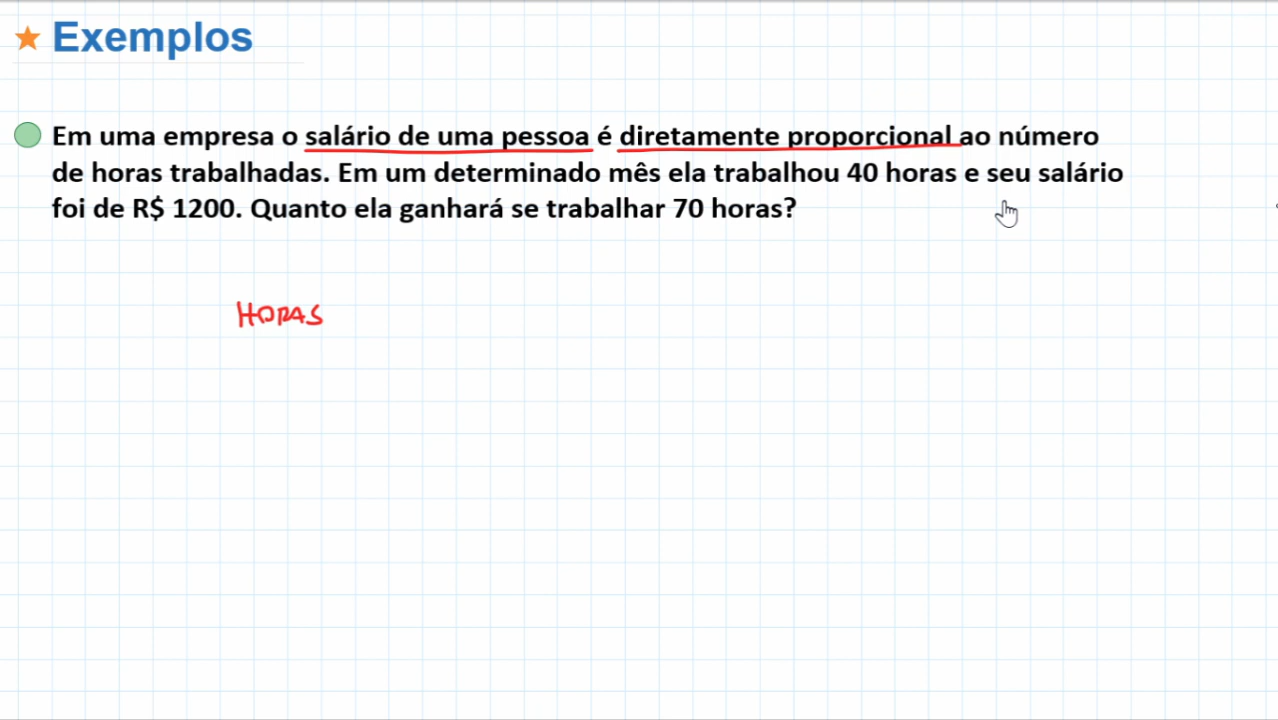 Exemplos
Em uma empresa o salário de uma pessoa é diretamente proporcional ao número
de horas trabalhadas. Em um determinado mês ela trabalhou 40 horas e seu salário
foi de R$ 1200. Quanto ela ganhará se trabalhar 70 horas?
HORAS